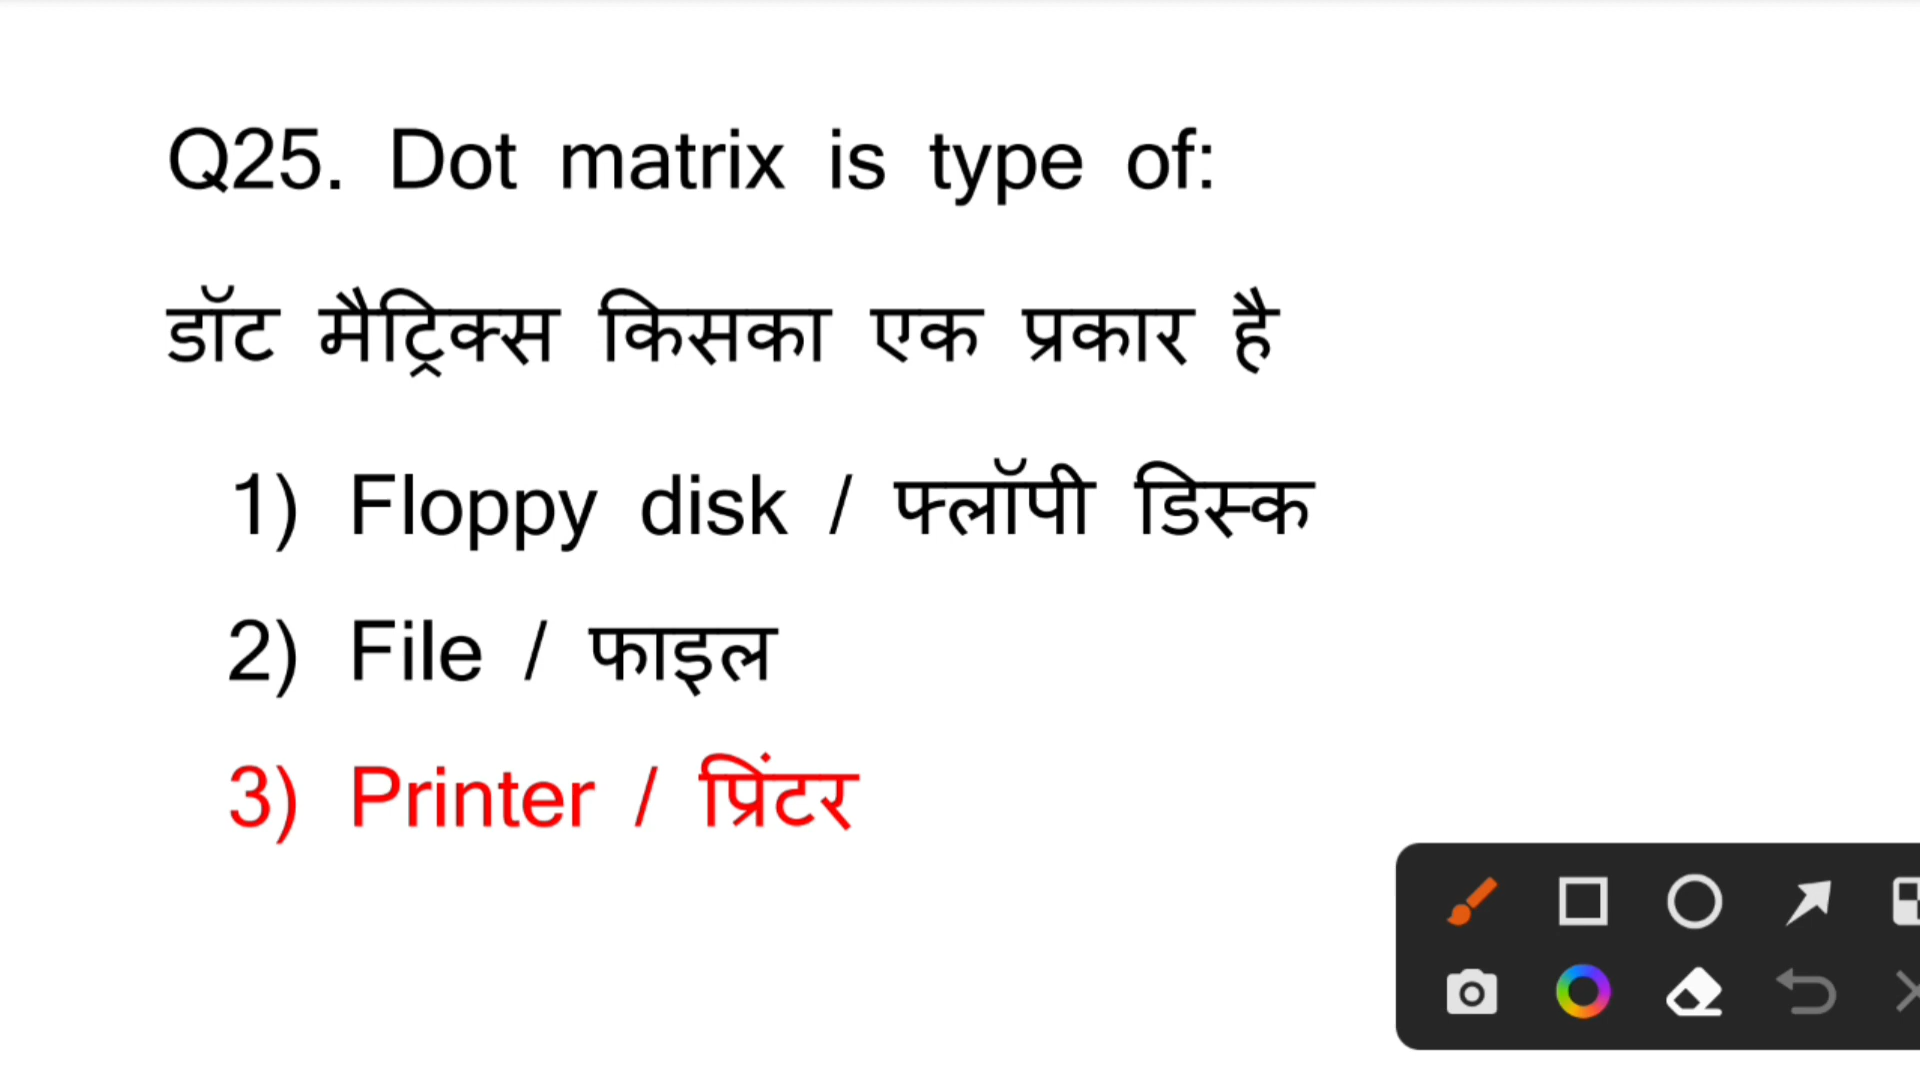 Q25. Dot matrix is type of:
डॉट मैट्रिक्स किसका एक प्रकार है
1) Floppy disk / फ्लॉपी डिस्क
2) File / फाइल
3) Printer / प्रिंटर